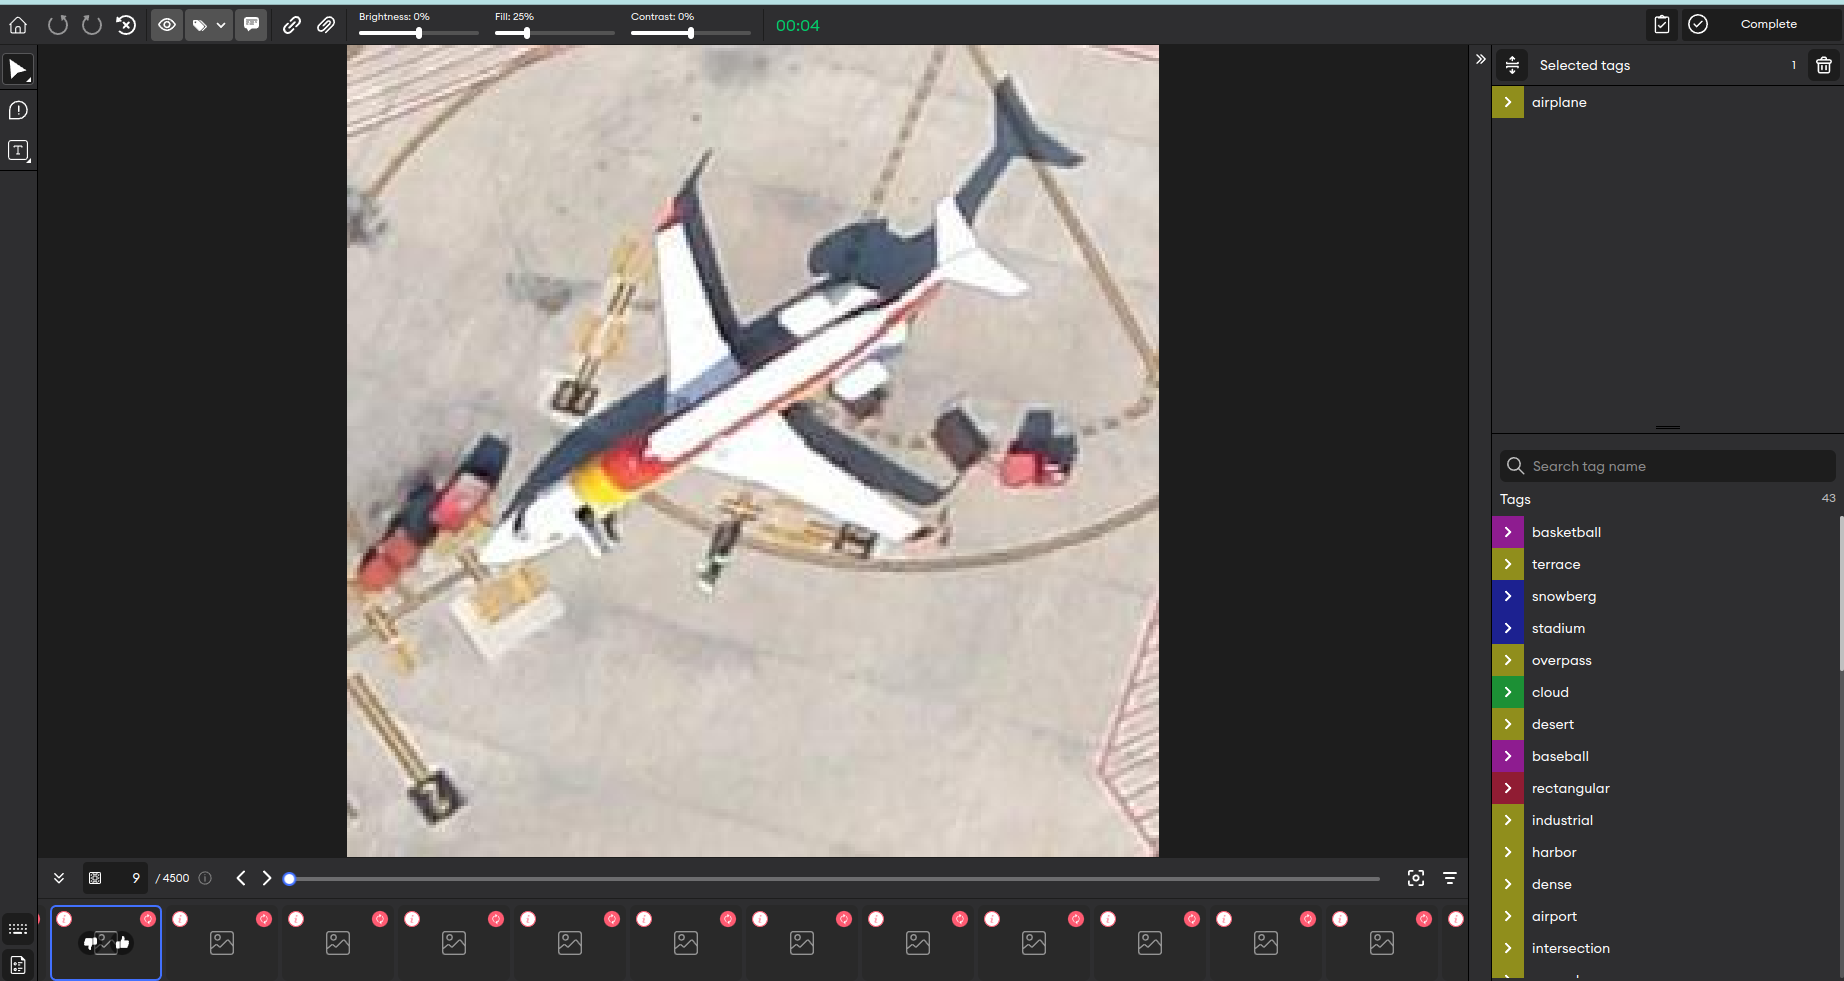 Brightness: 0%
Fill: 25%
Contrast: 0%
00:04
Complete
Selected tags
1
airplane
Search tag name
Tags
43
basketball
terrace
snowberg
stadium
overpass
cloud
desert
baseball
rectangular
industrial
harbor
dense
airport
intersection
9 / 4500